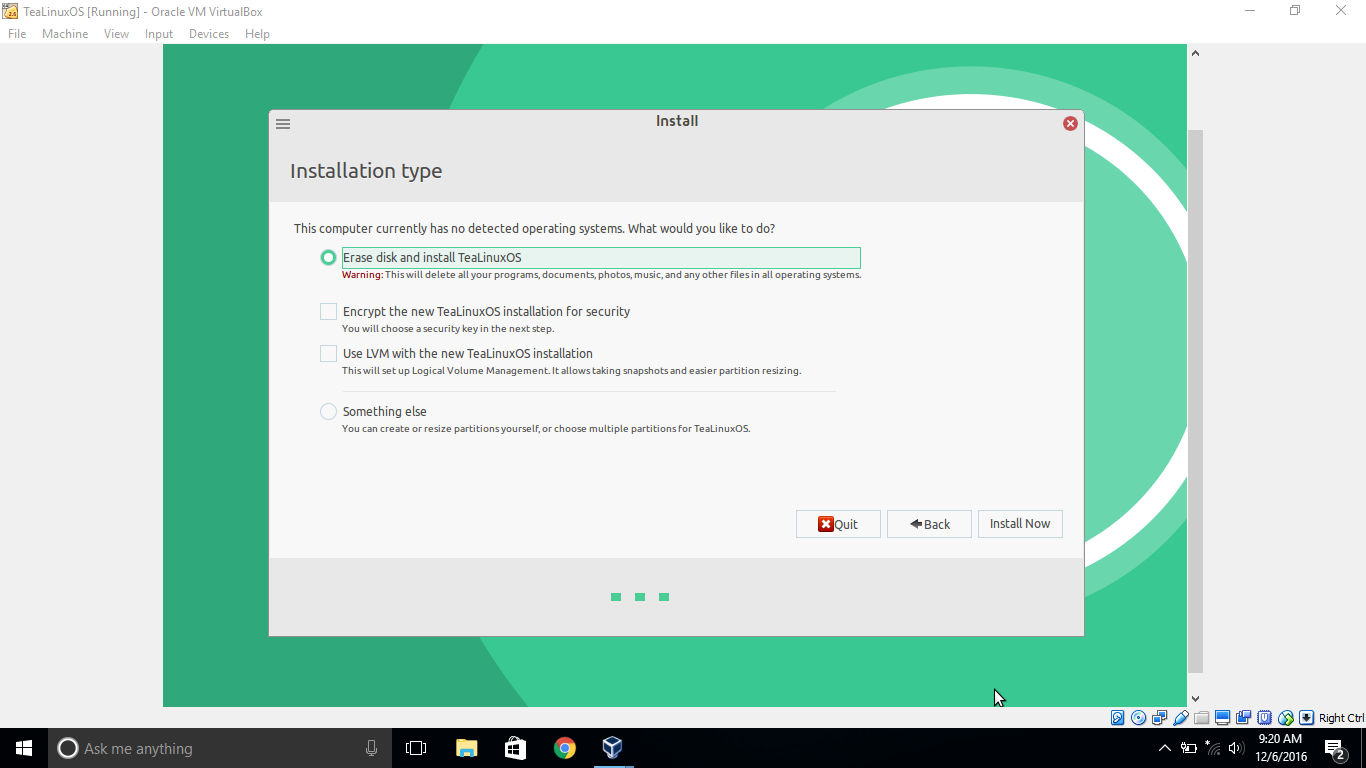 TeaLinuxOS [Running] - Oracle VM VirtualBox
File Machine View Input Devices Help
Install
Installation type
This computer currently has no detected operating systems. What would you like to do?
Erase disk and install TeaLinuxOS
Warning: This will delete all your programs, documents, photos, music, and any other files in all operating systems.
Encrypt the new TeaLinuxOS installation for security
You will choose a security key in the next step.
Use LVM with the new TeaLinuxOS installation
This will set up Logical Volume Management. It allows taking snapshots and easier partition resizing.
Something else
You can create or resize partitions yourself, or choose multiple partitions for TeaLinuxOS.
Quit Back Install Now
Right Ctrl
Ask me anything
9:20 AM
12/6/2016
2